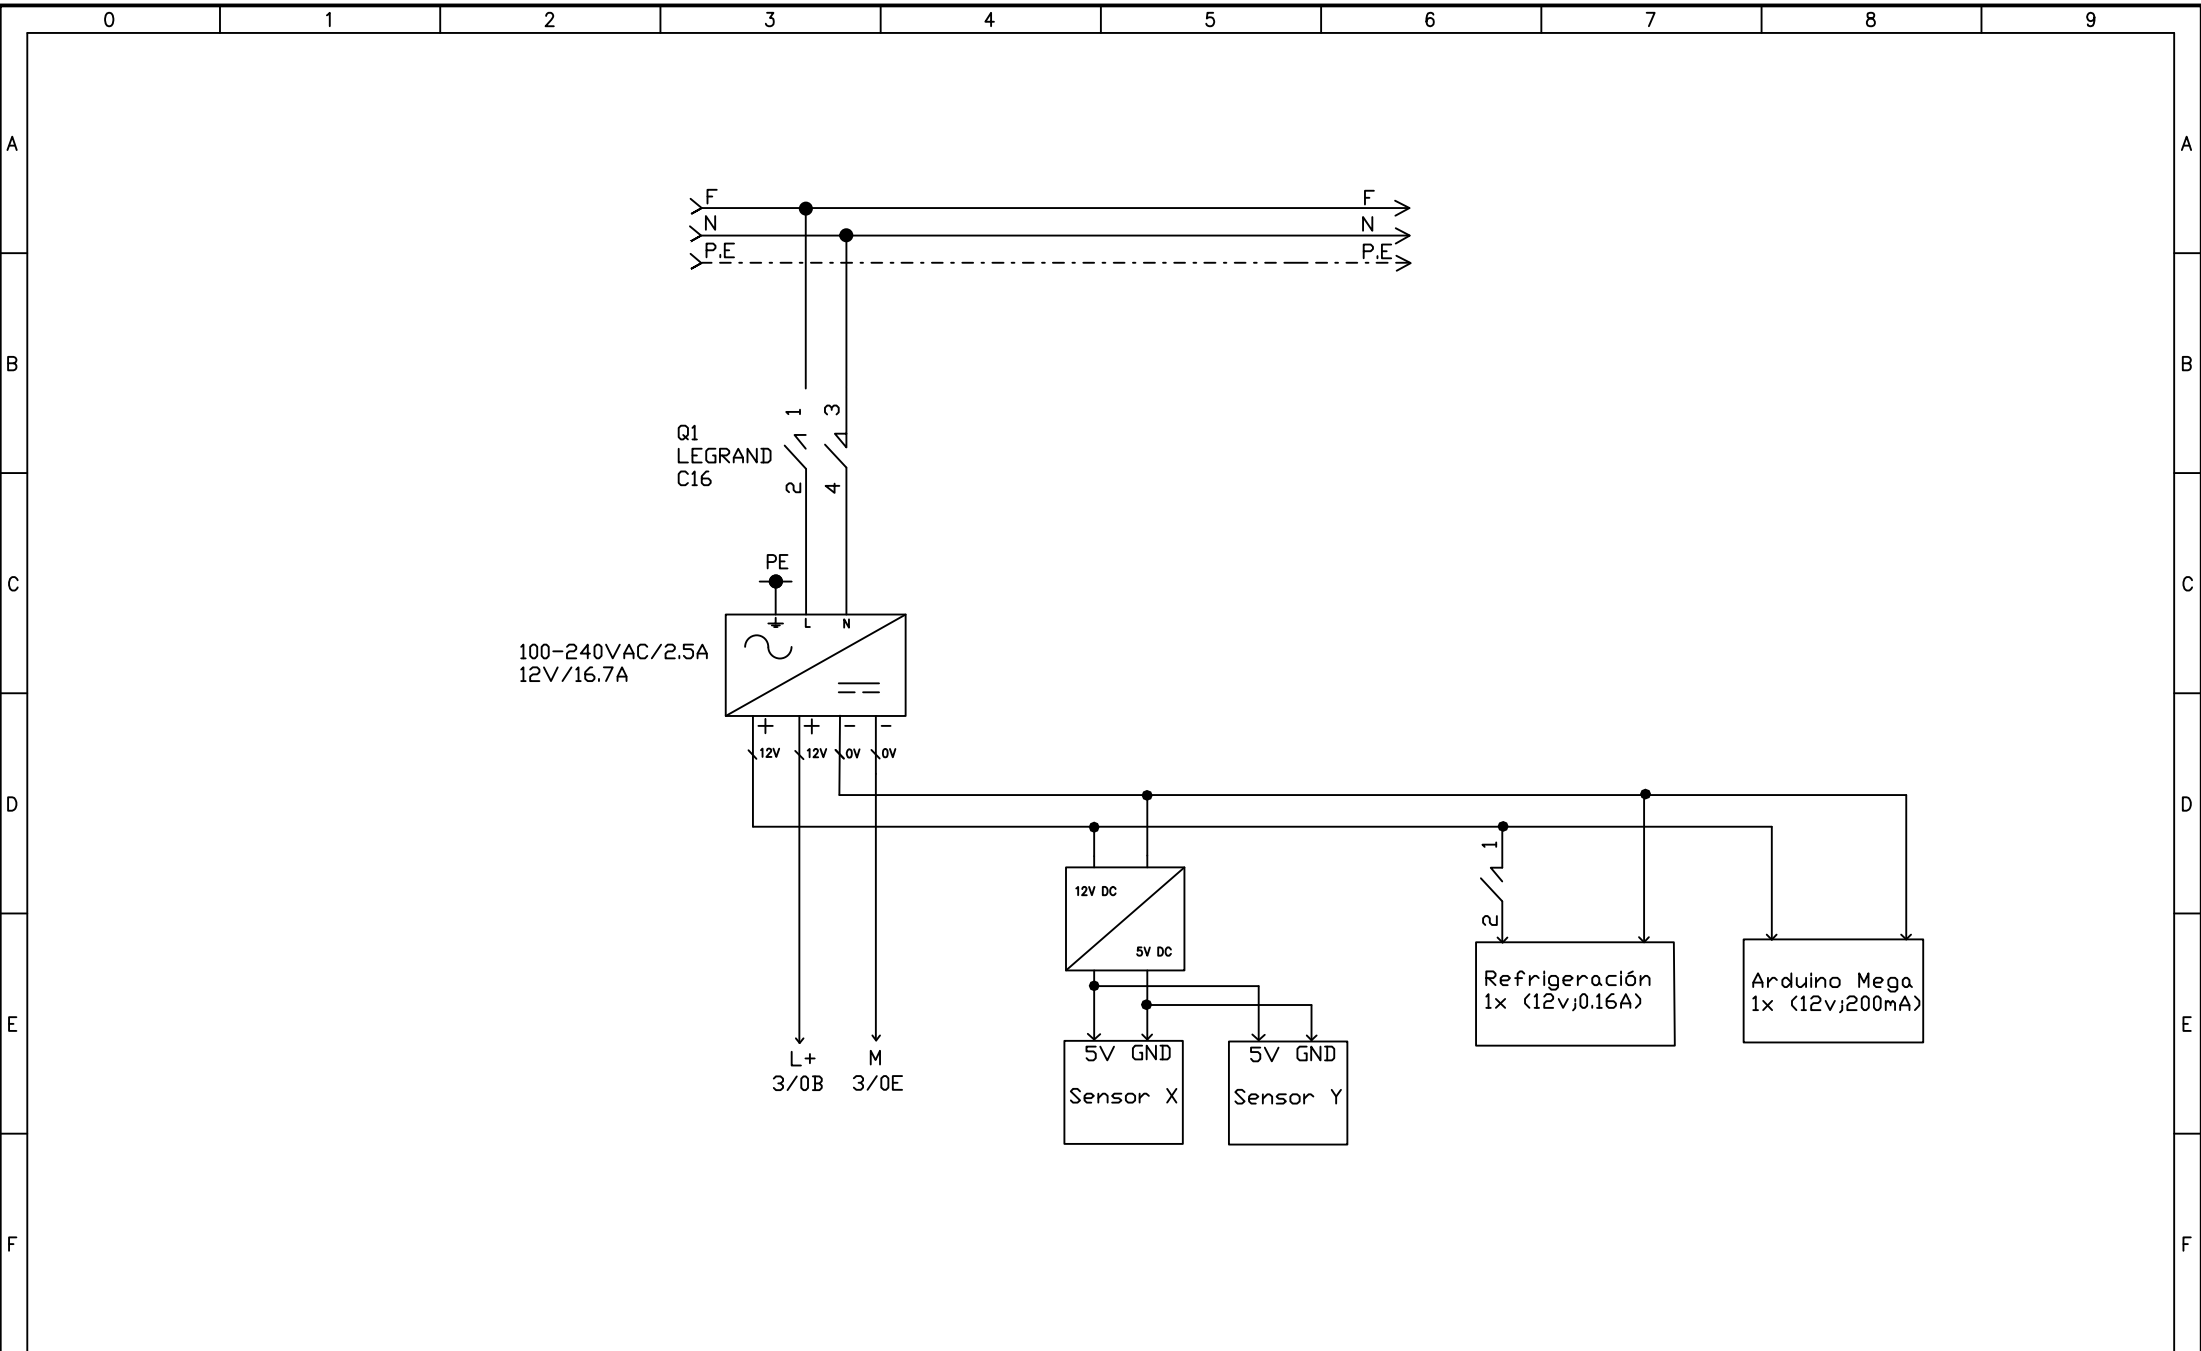 0 1 2 3 4 5 6 7 8 9
A A
F F
N N
P.E P.E
B B
1 3
Q1
LEGRAND
C16
2 4
PE
C C
L N
100-240VAC/2.5A
12V/16.7A
+ + - -
12V 12V 0V 0V
D D
1
12V DC
2
5V DC
Refrigeración
1x (12v;0.16A)
Arduino Mega
1x (12v;200mA)
E E
L+
3/0B
M
3/0E
5V GND
Sensor X
5V GND
Sensor Y
F F